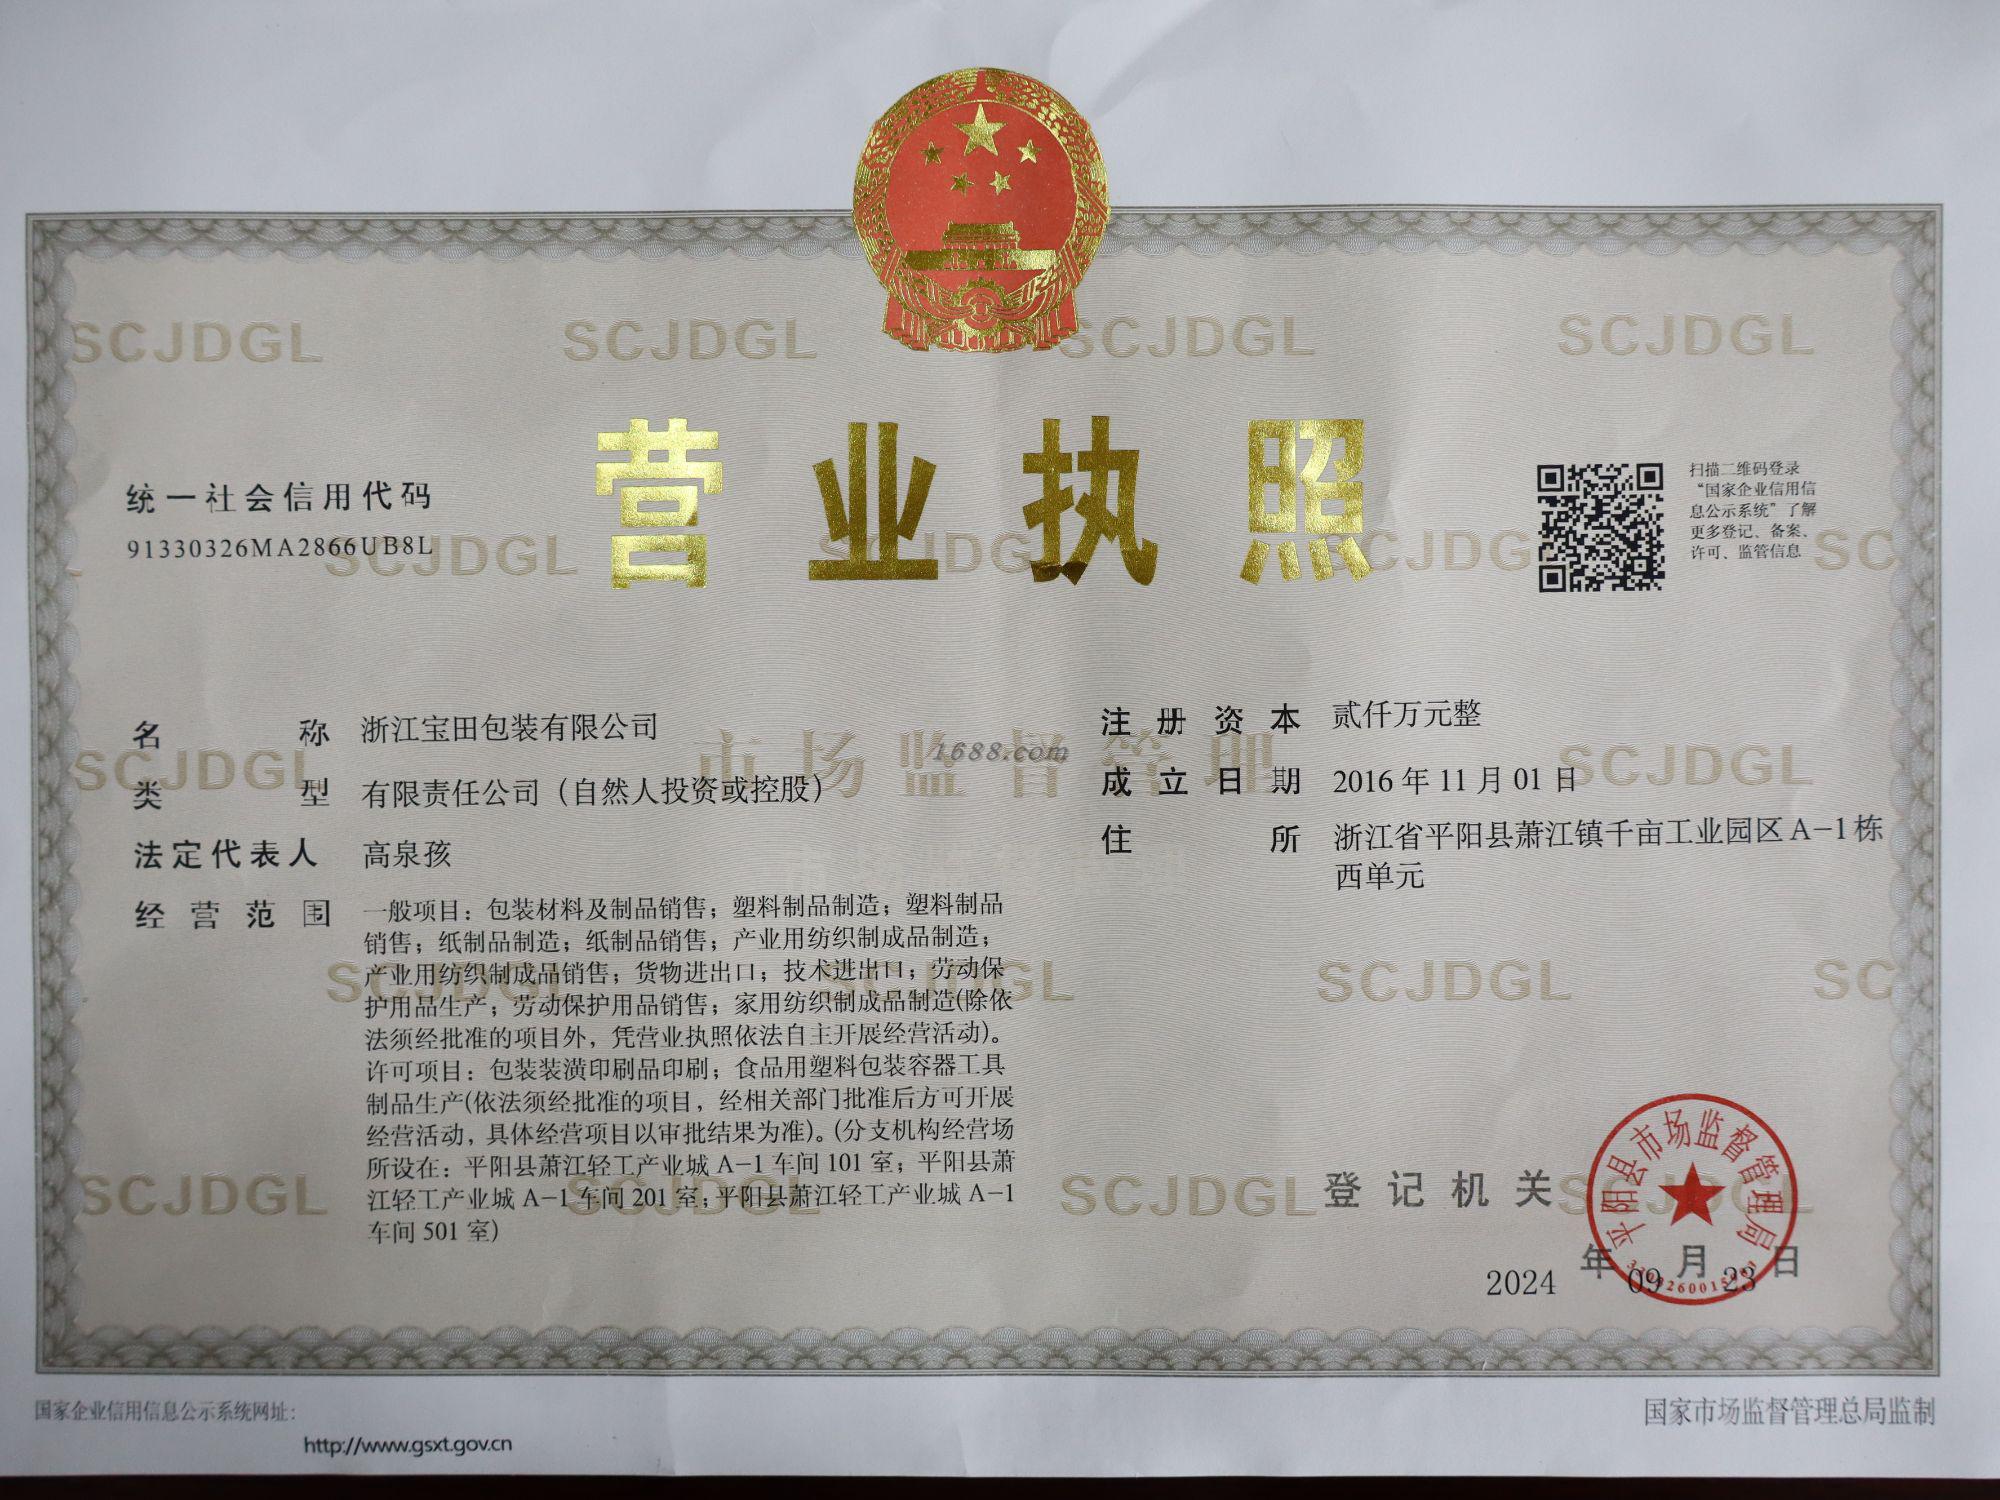 营业执照
统一社会信用代码
91330326MA2866UB8L
扫描二维码登录
“国家企业信用信
息公示系统”了解
更多登记、备案、
许可、监管信息
名称 浙江宝田包装有限公司
类型 有限责任公司（自然人投资或控股）
法定代表人 高泉孩
经营范围 一般项目：包装材料及制品销售；塑料制品制造；塑料制品
销售；纸制品制造；纸制品销售；产业用纺织制成品制造；
产业用纺织制成品销售；货物进出口；技术进出口；劳动保
护用品生产；劳动保护用品销售；家用纺织制成品制造(除依
法须经批准的项目外，凭营业执照依法自主开展经营活动)。
许可项目：包装装潢印刷品印刷；食品用塑料包装容器工具
制品生产(依法须经批准的项目，经相关部门批准后方可开展
经营活动，具体经营项目以审批结果为准)。(分支机构经营场
所设在：平阳县萧江轻工产业城 A-1 车间 101 室；平阳县萧
江轻工产业城 A-1 车间 201 室；平阳县萧江轻工产业城 A-1
车间 501 室)
注册资本 贰仟万元整
成立日期 2016 年 11 月 01 日
住所 浙江省平阳县萧江镇千亩工业园区 A-1 栋
西单元
1688.com
市场监督管理
SCJDGL SCJDGL SCJDGL SCJDGL
登记机关
平阳县市场监督管理局
2024 年 09 月 23 日
国家企业信用信息公示系统网址：
http://www.gsxt.gov.cn
国家市场监督管理总局监制